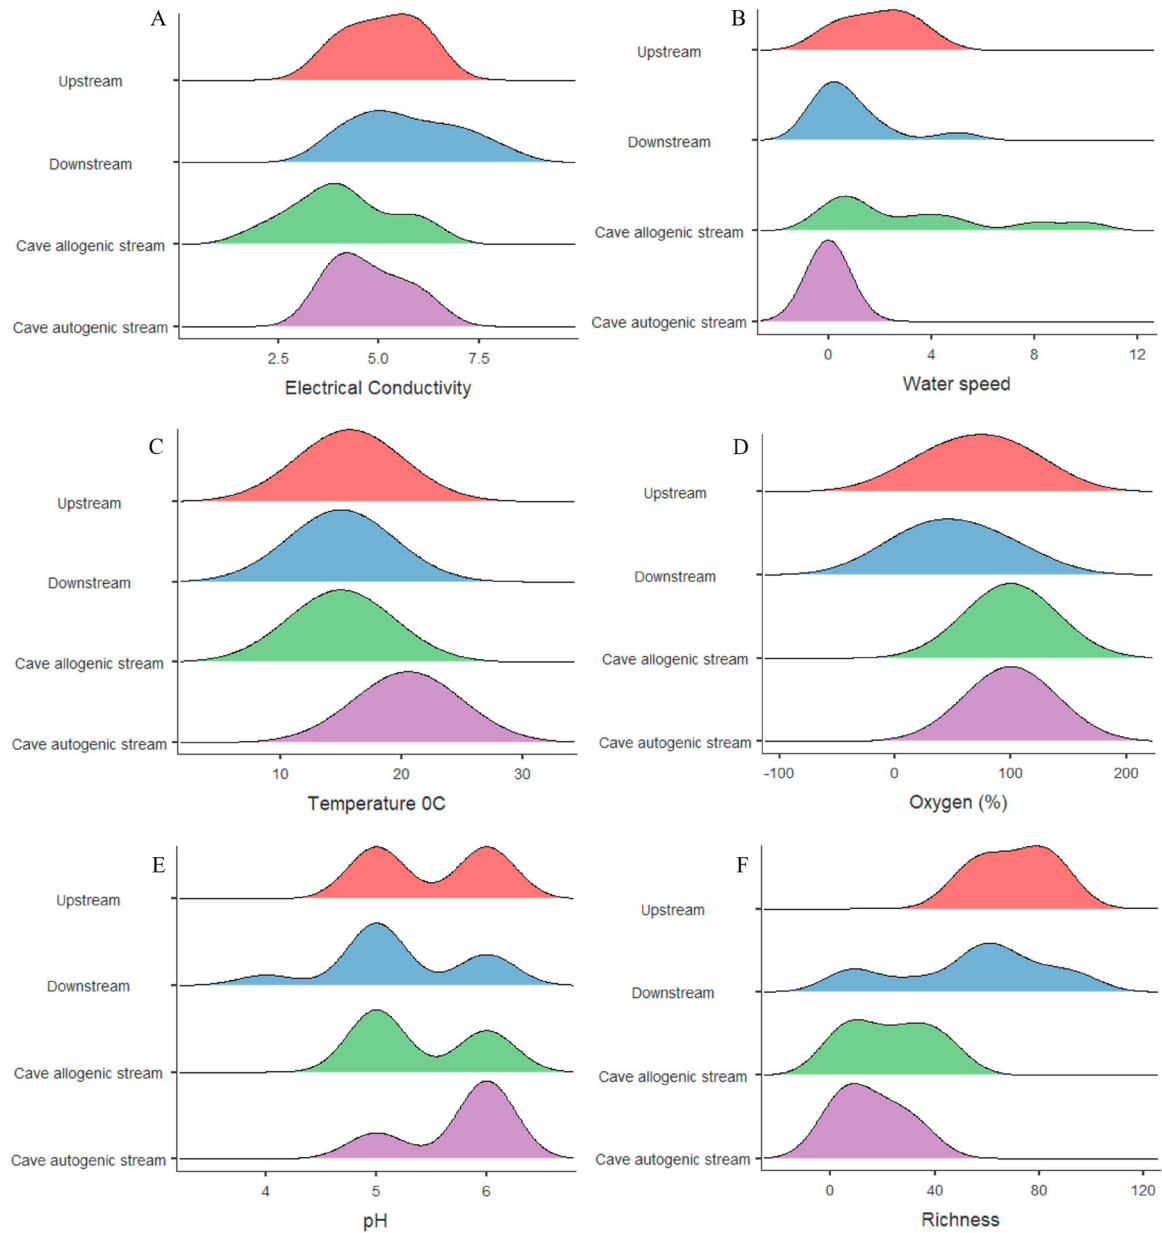 A
Upstream
Downstream
Cave allogenic stream
Cave autogenic stream
2.5 5.0 7.5
Electrical Conductivity
B
Upstream
Downstream
Cave allogenic stream
Cave autogenic stream
0 4 8 12
Water speed
C
Upstream
Downstream
Cave allogenic stream
Cave autogenic stream
10 20 30
Temperature 0C
D
Upstream
Downstream
Cave allogenic stream
Cave autogenic stream
-100 0 100 200
Oxygen (%)
E
Upstream
Downstream
Cave allogenic stream
Cave autogenic stream
4 5 6
pH
F
Upstream
Downstream
Cave allogenic stream
Cave autogenic stream
0 40 80 120
Richness